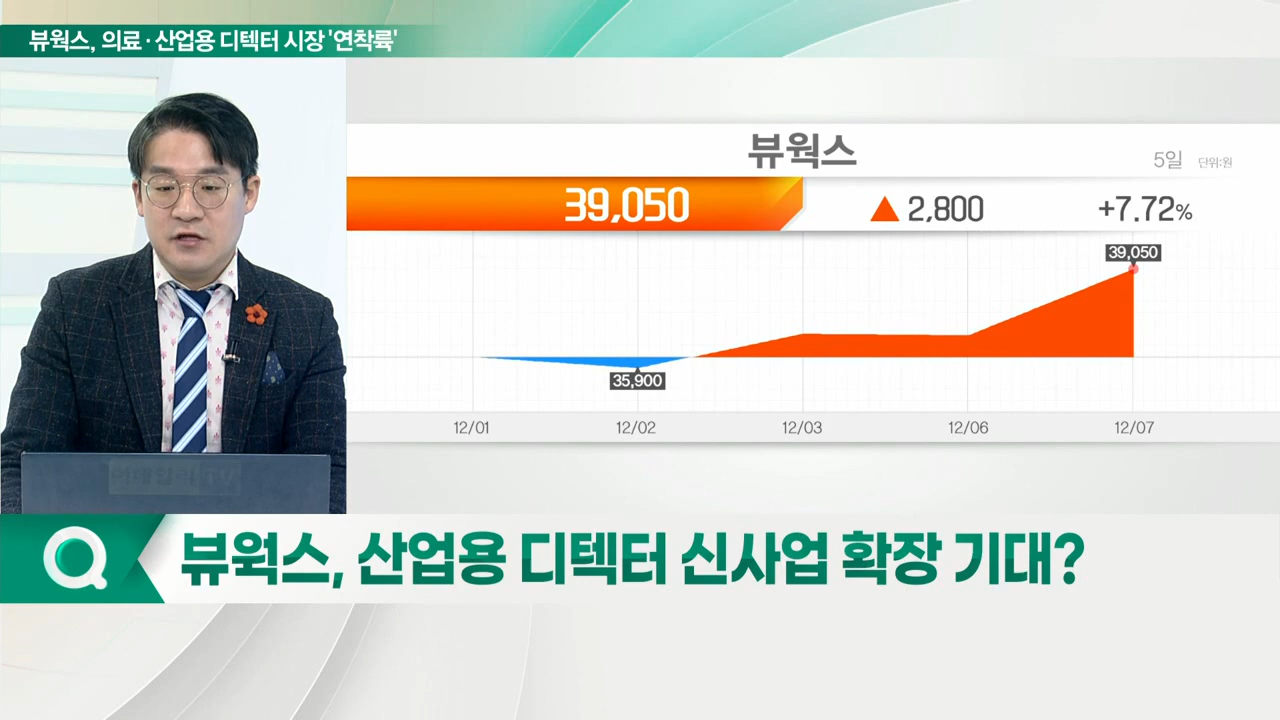 뷰웍스, 의료·산업용 디텍터 시장 '연착륙'
뷰웍스
5일 단위:원
39,050 ▲ 2,800 +7.72%
39,050
35,900
12/01 12/02 12/03 12/06 12/07
Q 뷰웍스, 산업용 디텍터 신사업 확장 기대?